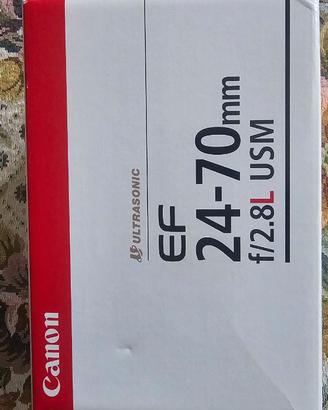 Canon
ULTRASONIC
EF
24-70mm
f/2.8L USM